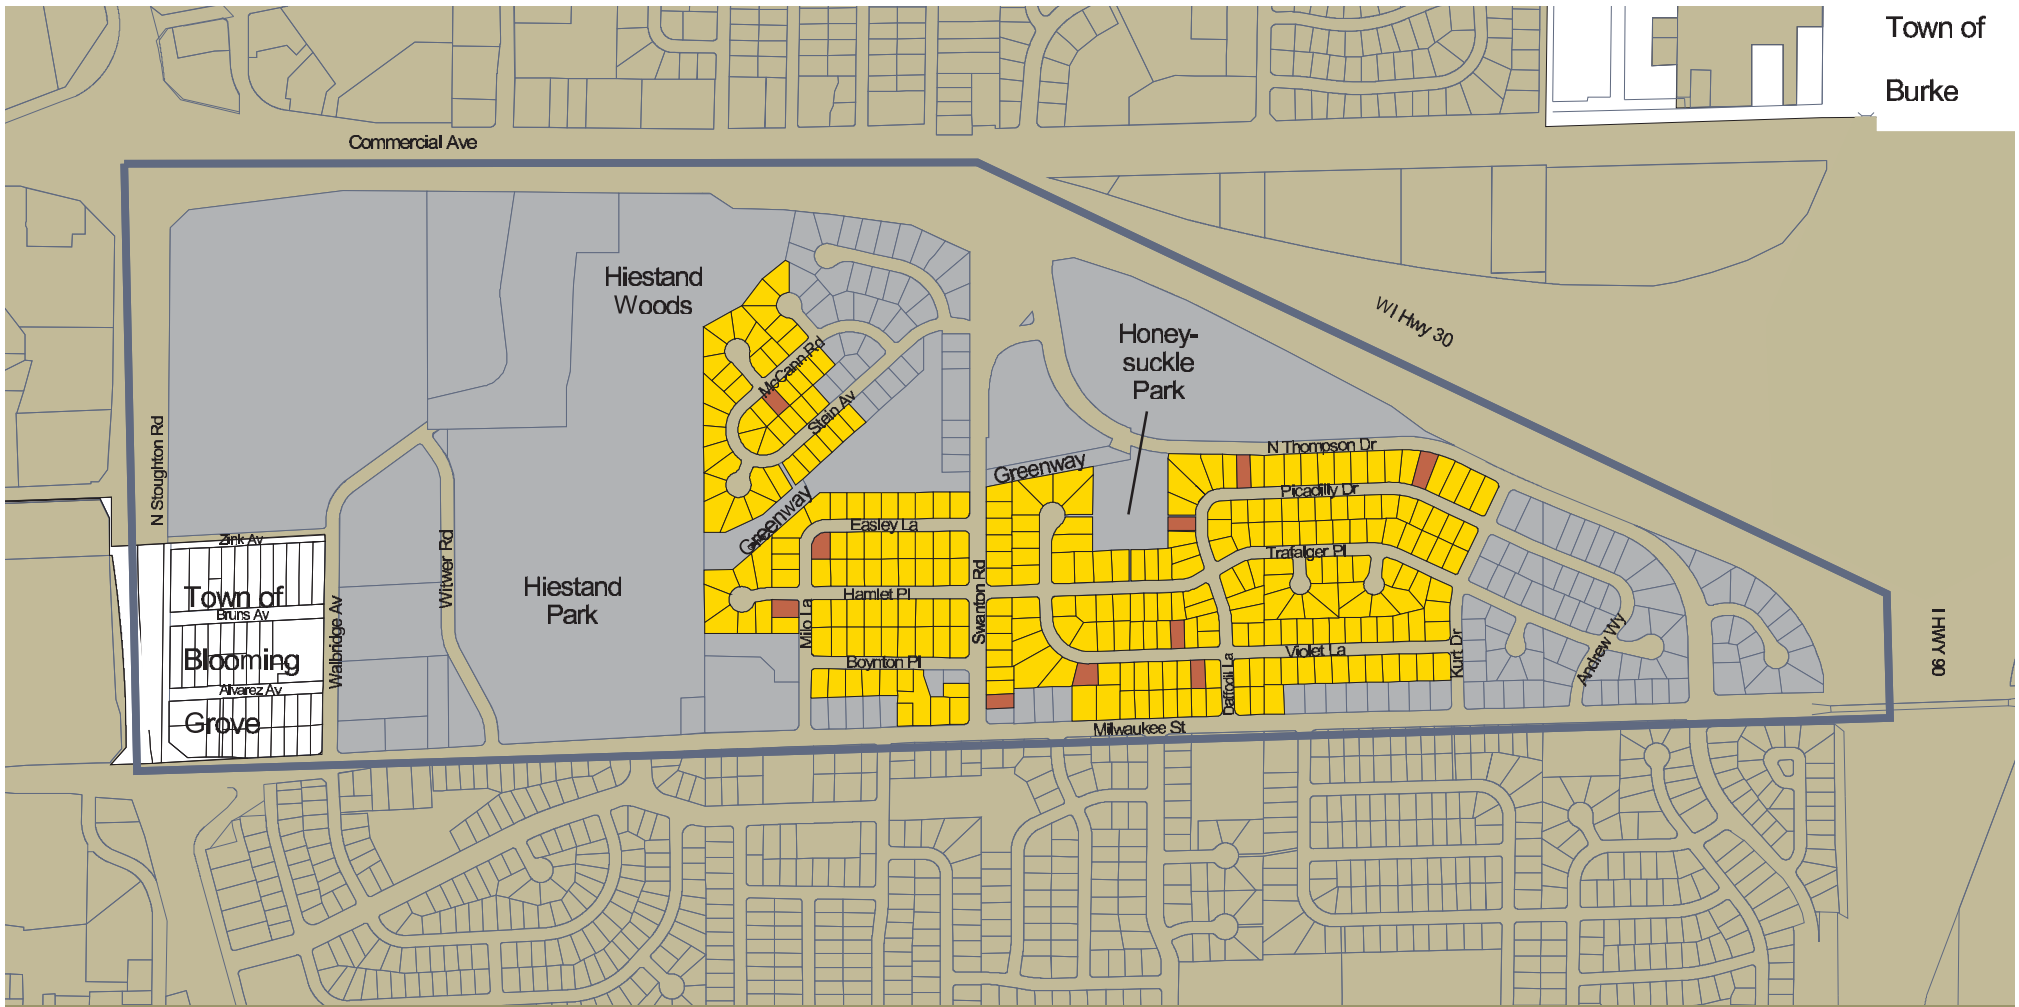 Town of
Burke
Commercial Ave
Hiestand
Woods
WI Hwy 30
Honey-
suckle
Park
McCann Rd
Stein Av
N Stoughton Rd
N Thompson Dr
Greenway
Picadilly Dr
Greenway
Easley La
Zink Av
Witwer Rd
Trafalger Pl
Hiestand
Park
Town of
Bruns Av
Blooming
Alvarez Av
Grove
Walbridge Av
Hamlet Pl
Milo La
Swanton Rd
Boynton Pl
Violet La
Daffodil La
Kurt Dr
Andrew Wy
I HWY 90
Milwaukee St